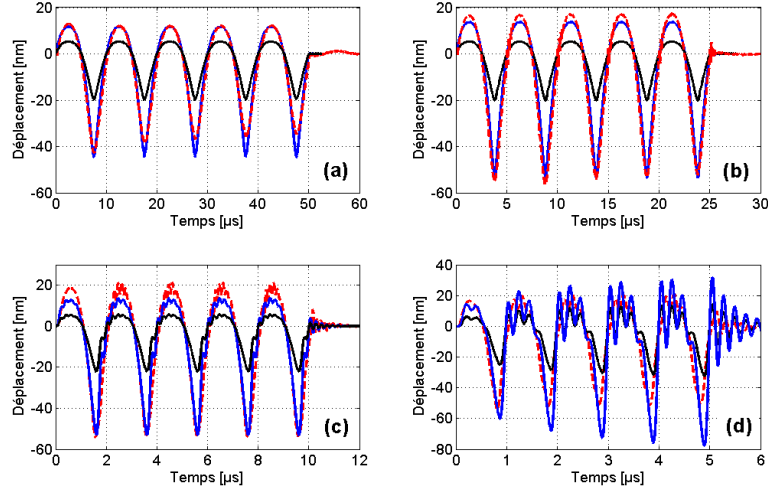 20
0
-20
-40
-60
0 10 20 30 40 50 60
Déplacement [nm]
Temps [µs]
(a)
20
0
-20
-40
-60
0 5 10 15 20 25 30
Déplacement [nm]
Temps [µs]
(b)
20
0
-20
-40
-60
0 2 4 6 8 10 12
Déplacement [nm]
Temps [µs]
(c)
40
20
0
-20
-40
-60
-80
0 1 2 3 4 5 6
Déplacement [nm]
Temps [µs]
(d)